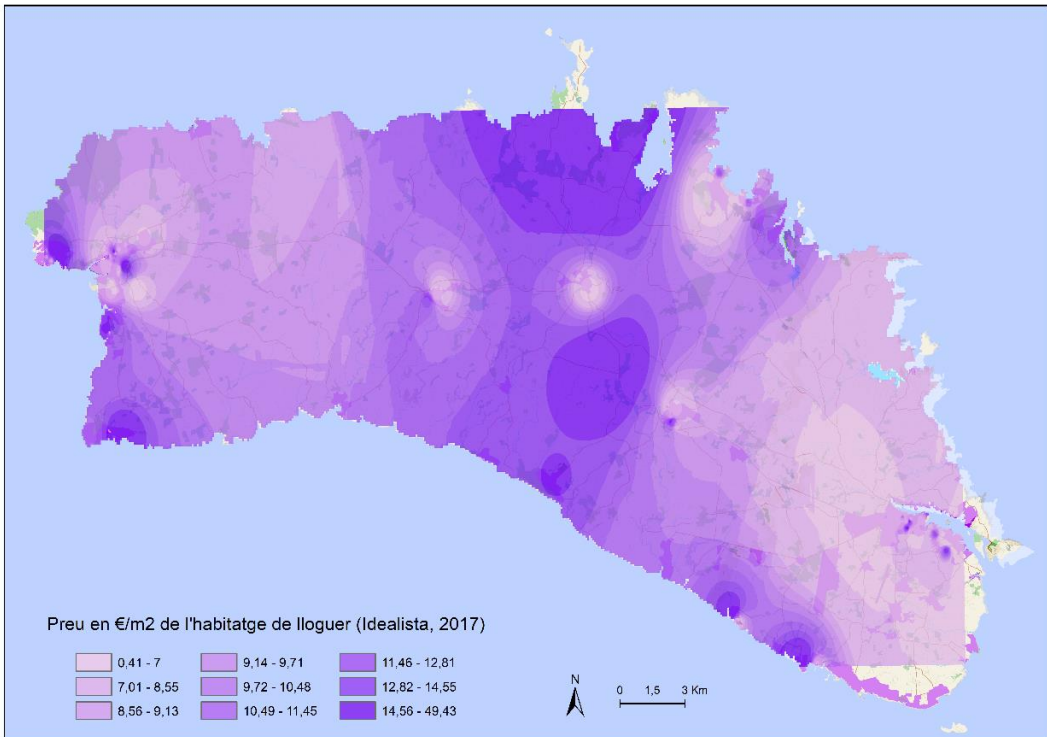 Preu en €/m2 de l'habitatge de lloguer (Idealista, 2017)
0,41 - 7
7,01 - 8,55
8,56 - 9,13
9,14 - 9,71
9,72 - 10,48
10,49 - 11,45
11,46 - 12,81
12,82 - 14,55
14,56 - 49,43
N
0 1,5 3 Km